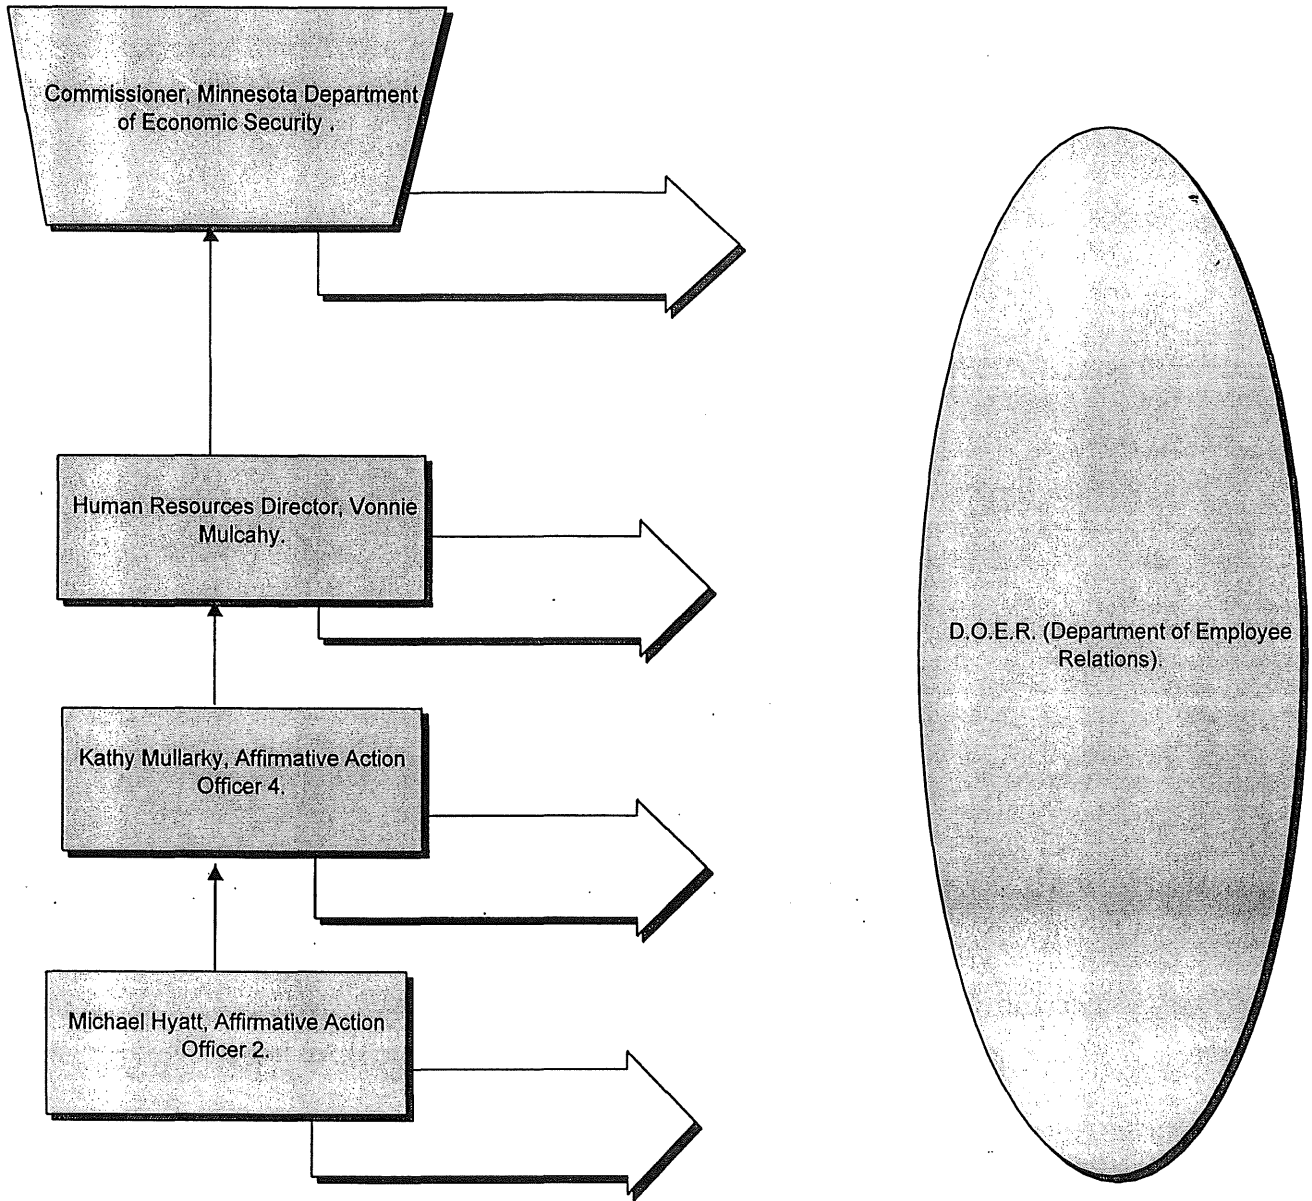 Commissioner, Minnesota Department
of Economic Security .
Human Resources Director, Vonnie
Mulcahy.
D.O.E.R. (Department of Employee
Relations).
Kathy Mullarky, Affirmative Action
Officer 4.
Michael Hyatt, Affirmative Action
Officer 2.